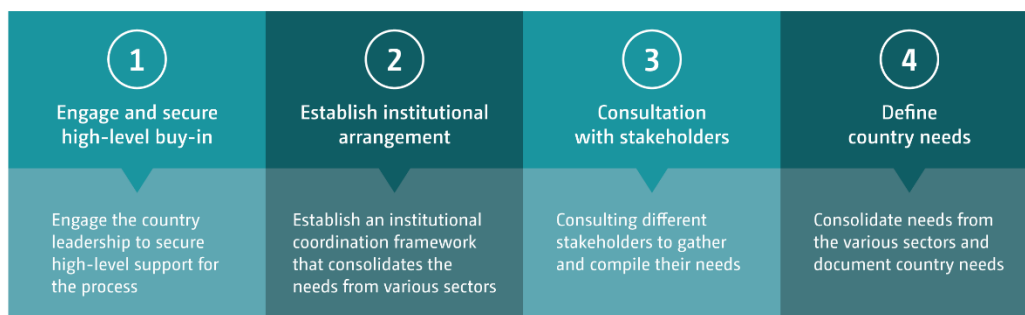 1
Engage and secure
high-level buy-in
Engage the country
leadership to secure
high-level support for
the process
2
Establish institutional
arrangement
Establish an institutional
coordination framework
that consolidates the
needs from various sectors
3
Consultation
with stakeholders
Consulting different
stakeholders to gather
and compile their needs
4
Define
country needs
Consolidate needs from
the various sectors and
document country needs